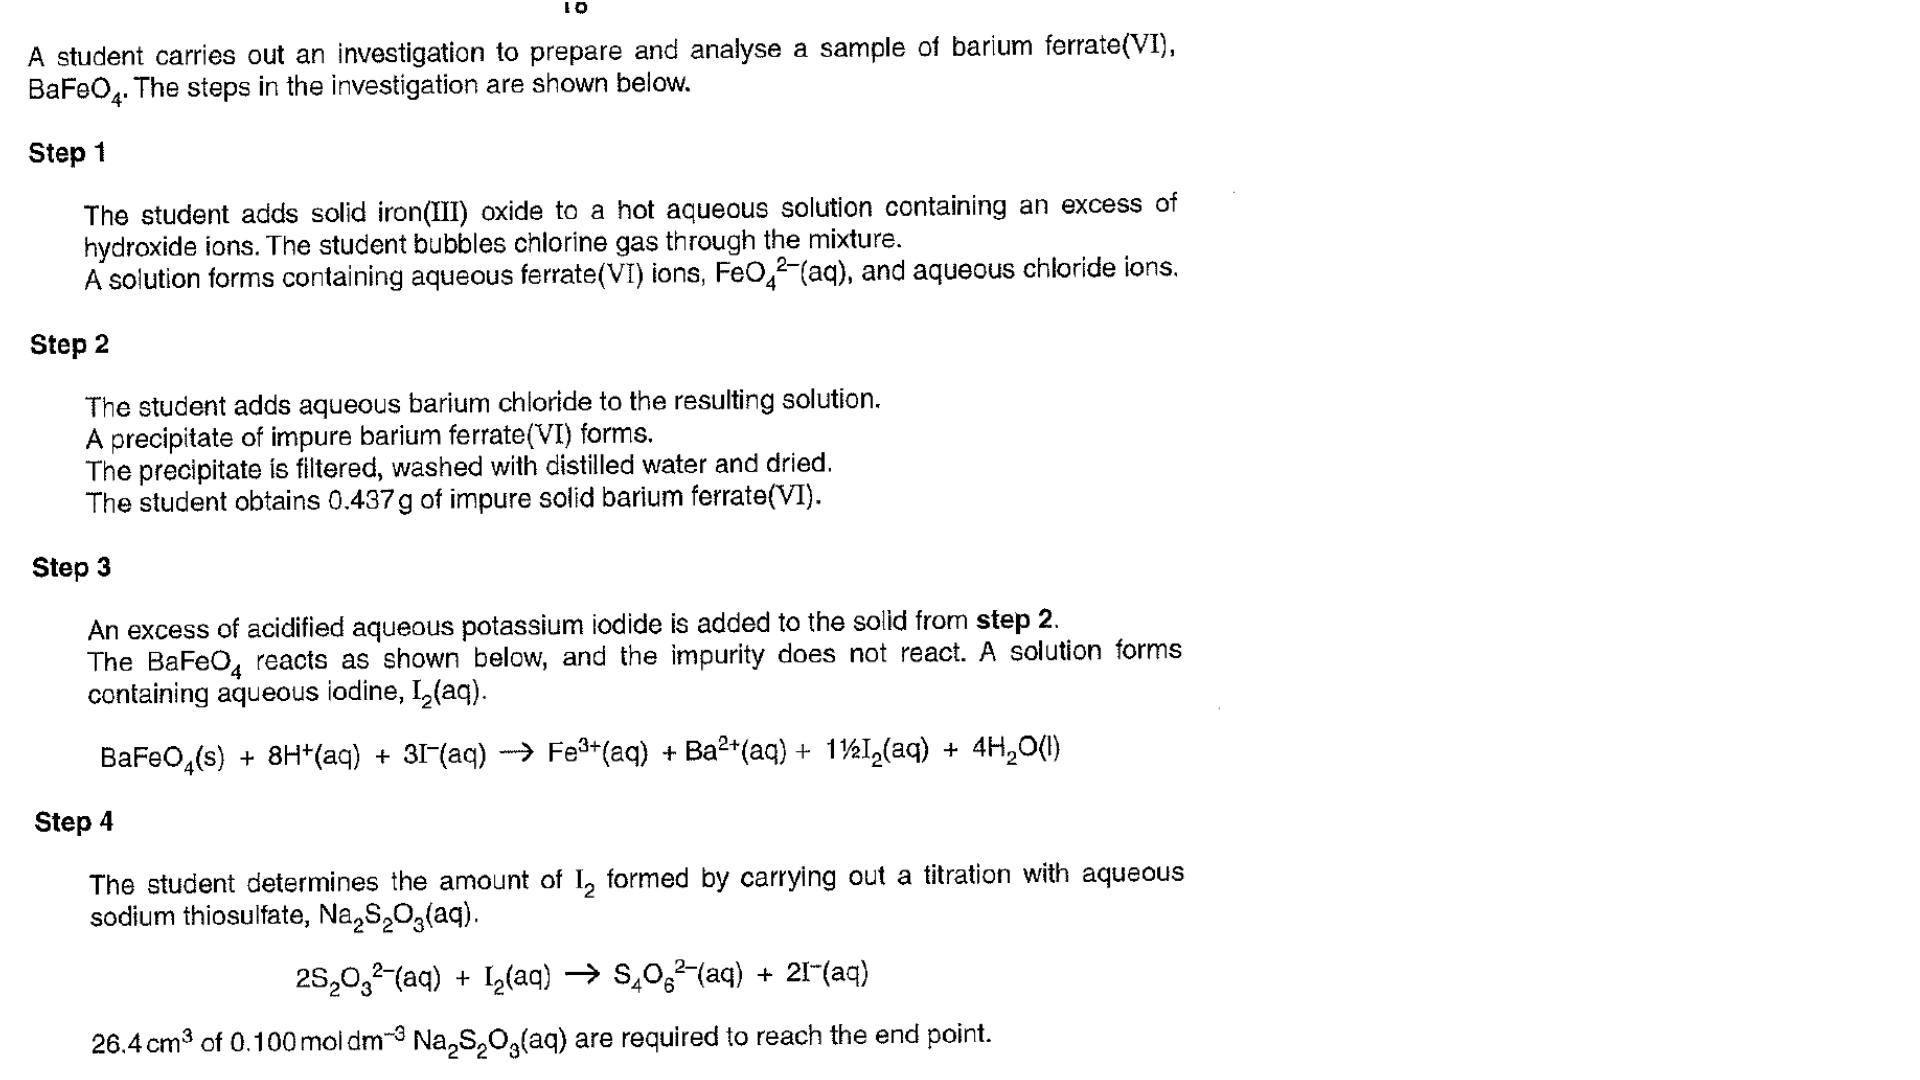 16
A student carries out an investigation to prepare and analyse a sample of barium ferrate(VI),
BaFeO₄. The steps in the investigation are shown below.
Step 1
The student adds solid iron(III) oxide to a hot aqueous solution containing an excess of
hydroxide ions. The student bubbles chlorine gas through the mixture.
A solution forms containing aqueous ferrate(VI) ions, FeO₄²⁻(aq), and aqueous chloride ions.
Step 2
The student adds aqueous barium chloride to the resulting solution.
A precipitate of impure barium ferrate(VI) forms.
The precipitate is filtered, washed with distilled water and dried.
The student obtains 0.437 g of impure solid barium ferrate(VI).
Step 3
An excess of acidified aqueous potassium iodide is added to the solid from step 2.
The BaFeO₄ reacts as shown below, and the impurity does not react. A solution forms
containing aqueous iodine, I₂(aq).
BaFeO₄(s) + 8H⁺(aq) + 3I⁻(aq) → Fe³⁺(aq) + Ba²⁺(aq) + 1½I₂(aq) + 4H₂O(l)
Step 4
The student determines the amount of I₂ formed by carrying out a titration with aqueous
sodium thiosulfate, Na₂S₂O₃(aq).
2S₂O₃²⁻(aq) + I₂(aq) → S₄O₆²⁻(aq) + 2I⁻(aq)
26.4 cm³ of 0.100 mol dm⁻³ Na₂S₂O₃(aq) are required to reach the end point.